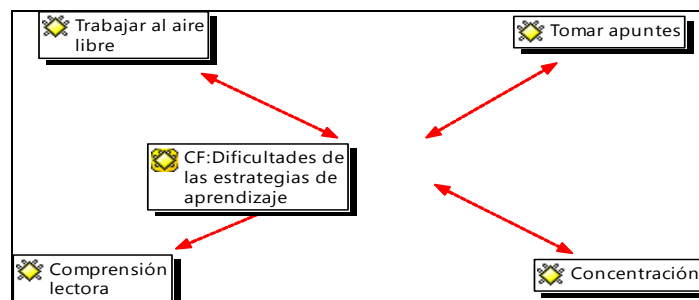 Trabajar al aire
libre
Tomar apuntes
CF:Dificultades de
las estrategias de
aprendizaje
Comprensión
lectora
Concentración